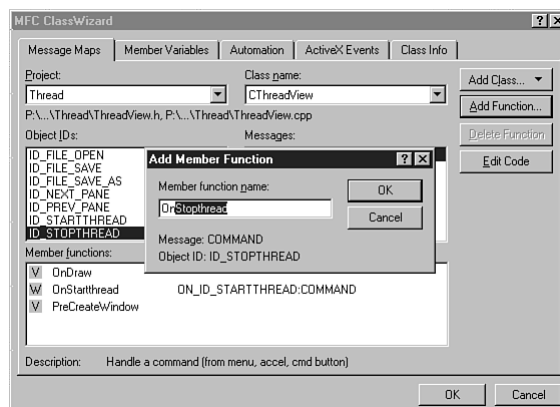 MFC ClassWizard
Message Maps Member Variables Automation ActiveX Events Class Info
Project: Class name:
Thread CThreadView
Add Class...
P:\...\Thread\ThreadView.h, P:\...\Thread\ThreadView.cpp
Add Function...
Object IDs: Messages:
Delete Function
ID_FILE_OPEN
ID_FILE_SAVE
ID_FILE_SAVE_AS
ID_NEXT_PANE
ID_PREV_PANE
ID_STARTTHREAD
ID_STOPTHREAD
Edit Code
Add Member Function
Member function name:
OnStopthread
OK
Cancel
Message: COMMAND
Object ID: ID_STOPTHREAD
Member functions:
V OnDraw
W OnStartthread ON_ID_STARTTHREAD:COMMAND
V PreCreateWindow
Description: Handle a command (from menu, accel, cmd button)
OK Cancel